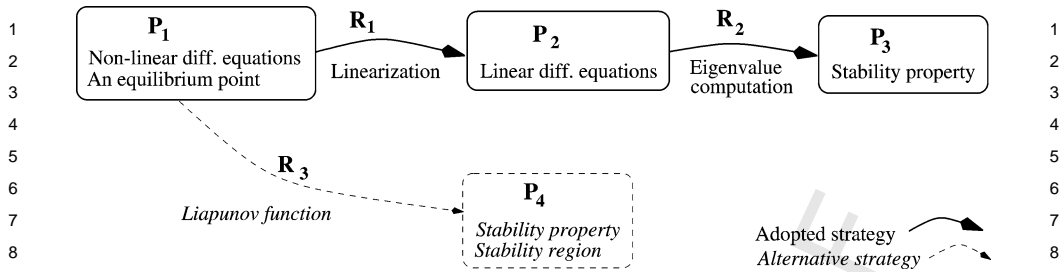 1
2
3
4
5
6
7
8
P1
Non-linear diff. equations
An equilibrium point
R1
Linearization
P2
Linear diff. equations
R2
Eigenvalue
computation
P3
Stability property
R3
Liapunov function
P4
Stability property
Stability region
Adopted strategy
Alternative strategy
1
2
3
4
5
6
7
8